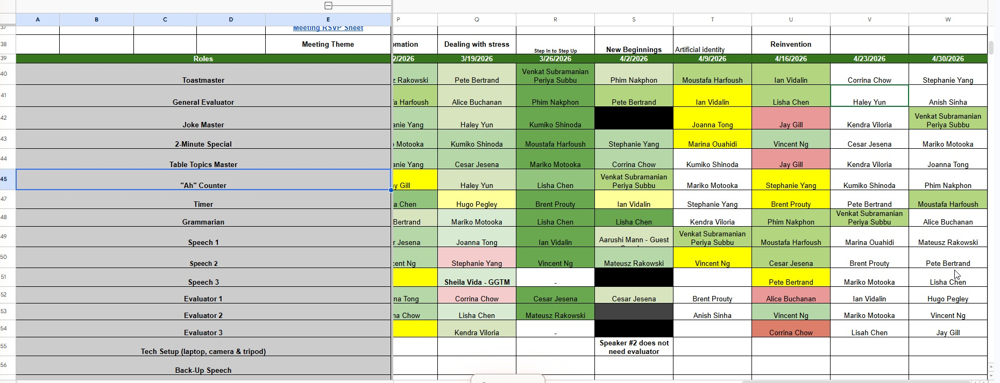 A B C D E P Q R S T U V W
37 Meeting RSVP Sheet
38 Meeting Theme omation Dealing with stress Step In to Step Up New Beginnings Artificial identity Reinvention
39 Roles 2/2026 3/19/2026 3/26/2026 4/2/2026 4/9/2026 4/16/2026 4/23/2026 4/30/2026
Venkat Subramanian
40 Toastmaster z Rakowski Pete Bertrand Periya Subbu Phim Nakphon Moustafa Harfoush Ian Vidalin Corrina Chow Stephanie Yang
41 General Evaluator fa Harfoush Alice Buchanan Phim Nakphon Pete Bertrand Ian Vidalin Lisha Chen Haley Yun Anish Sinha
Venkat Subramanian
42 Joke Master anie Yang Haley Yun Kumiko Shinoda Joanna Tong Jay Gill Kendra Viloria Periya Subbu
43 2-Minute Special o Motooka Kumiko Shinoda Moustafa Harfoush Stephanie Yang Marina Ouahidi Vincent Ng Cesar Jesena Mariko Motooka
44 Table Topics Master anie Yang Cesar Jesena Mariko Motooka Corrina Chow Kumiko Shinoda Jay Gill Kendra Viloria Joanna Tong
Venkat Subramanian
45 "Ah" Counter ay Gill Haley Yun Lisha Chen Periya Subbu Mariko Motooka Stephanie Yang Kumiko Shinoda Phim Nakphon
47 Timer a Chen Hugo Pegley Brent Prouty Ian Vidalin Stephanie Yang Brent Prouty Pete Bertrand Moustafa Harfoush
Venkat Subramanian
48 Grammarian Bertrand Mariko Motooka Lisha Chen Lisha Chen Kendra Viloria Phim Nakphon Periya Subbu Alice Buchanan
Venkat Subramanian
49 Speech 1 r Jesena Joanna Tong Ian Vidalin Aarushi Mann - Guest Periya Subbu Moustafa Harfoush Marina Ouahidi Mateusz Rakowski
50 Speech 2 cent Ng Stephanie Yang Vincent Ng Mateusz Rakowski Vincent Ng Cesar Jesena Brent Prouty Pete Bertrand
51 Speech 3 Sheila Vida - GGTM - Pete Bertrand Mariko Motooka Lisha Chen
52 Evaluator 1 na Tong Corrina Chow Cesar Jesena Cesar Jesena Brent Prouty Alice Buchanan Ian Vidalin Hugo Pegley
53 Evaluator 2 na Chow Lisha Chen Mateusz Rakowski Anish Sinha Vincent Ng Mariko Motooka Vincent Ng
54 Evaluator 3 Kendra Viloria - Corrina Chow Lisah Chen Jay Gill
Speaker #2 does not
55 Tech Setup (laptop, camera & tripod) need evaluator
56 Back-Up Speech